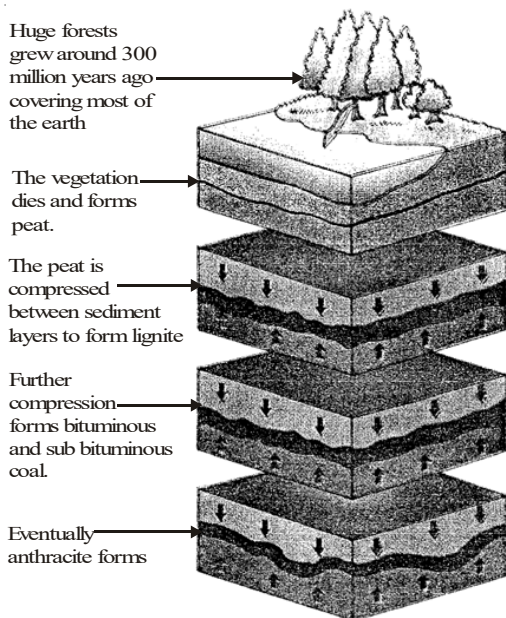 Huge forests
grew around 300
million years ago
covering most of
the earth
The vegetation
dies and forms
peat.
The peat is
compressed
between sediment
layers to form lignite
Further
compression
forms bituminous
and sub bituminous
coal.
Eventually
anthracite forms